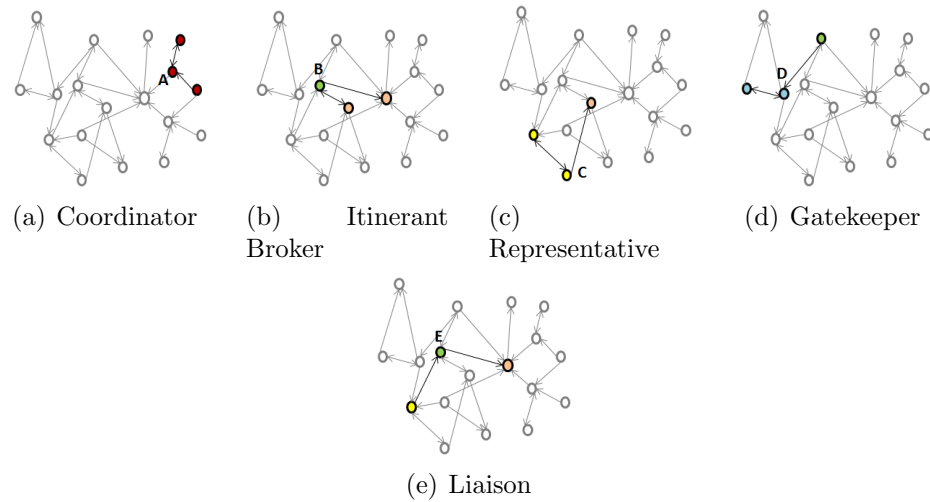 A
B
C
D
(a) Coordinator
(b) Itinerant
Broker
(c)
Representative
(d) Gatekeeper
E
(e) Liaison